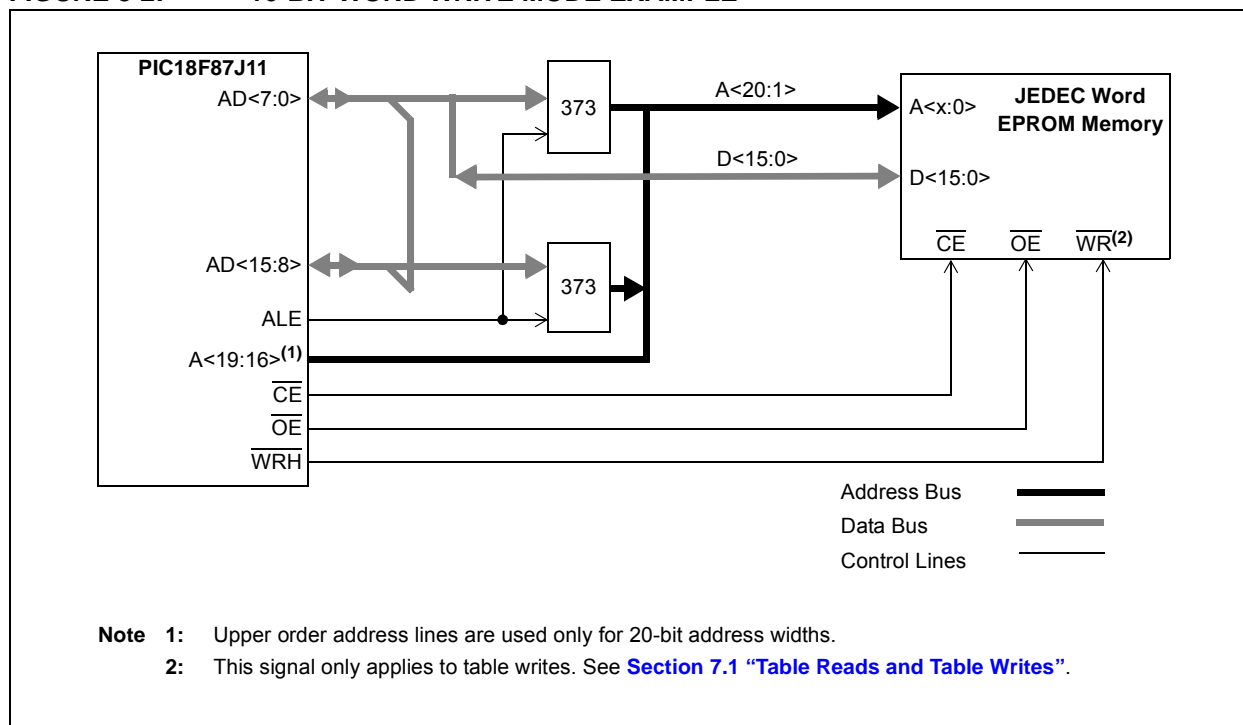 PIC18F87J11
AD<7:0>
373
A<20:1>
A<x:0>
JEDEC Word
EPROM Memory
D<15:0>
D<15:0>
CE
OE
WR(2)
AD<15:8>
373
ALE
A<19:16>(1)
CE
OE
WRH
Address Bus
Data Bus
Control Lines
Note 1: Upper order address lines are used only for 20-bit address widths.
2: This signal only applies to table writes. See Section 7.1 “Table Reads and Table Writes”.